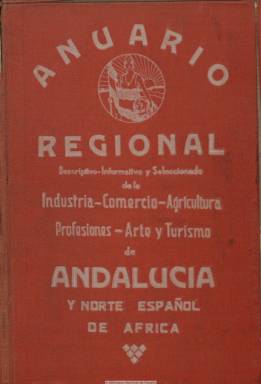 ANUARIO
REGIONAL
Descriptivo-Informativo y Seleccionado
de la
Industria-Comercio-Agricultura
Profesiones-Arte y Turismo
de
ANDALUCIA
Y NORTE ESPAÑOL
DE AFRICA